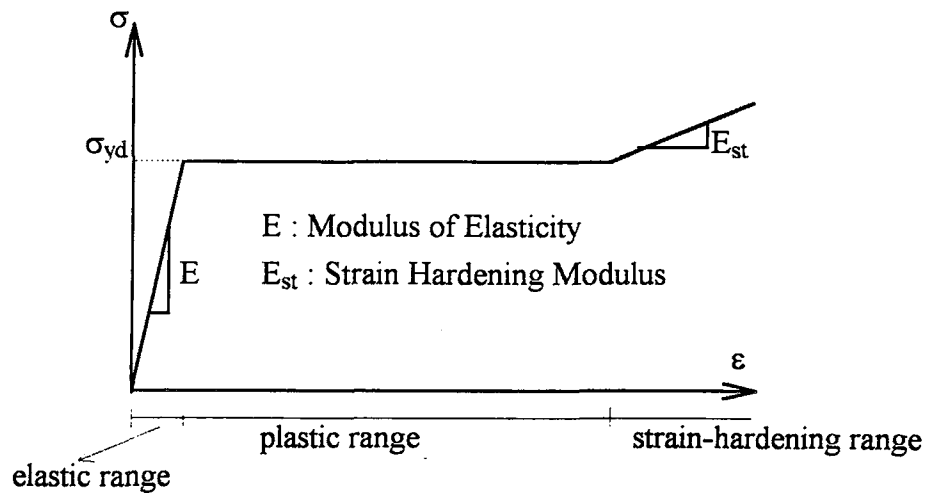 σ
σyd
Est
E : Modulus of Elasticity
E
Est : Strain Hardening Modulus
ε
plastic range
strain-hardening range
elastic range